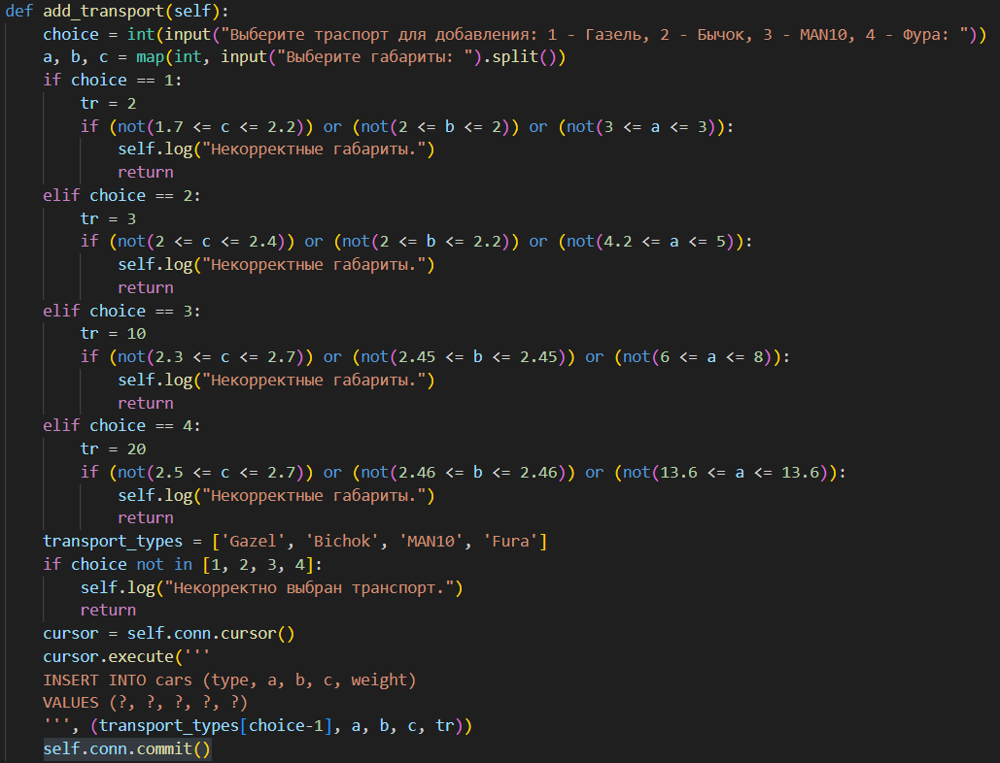 def add_transport(self):
    choice = int(input("Выберите траспорт для добавления: 1 - Газель, 2 - Бычок, 3 - MAN10, 4 - Фура: "))
    a, b, c = map(int, input("Выберите габариты: ").split())
    if choice == 1:
        tr = 2
        if (not(1.7 <= c <= 2.2)) or (not(2 <= b <= 2)) or (not(3 <= a <= 3)):
            self.log("Некорректные габариты.")
            return
    elif choice == 2:
        tr = 3
        if (not(2 <= c <= 2.4)) or (not(2 <= b <= 2.2)) or (not(4.2 <= a <= 5)):
            self.log("Некорректные габариты.")
            return
    elif choice == 3:
        tr = 10
        if (not(2.3 <= c <= 2.7)) or (not(2.45 <= b <= 2.45)) or (not(6 <= a <= 8)):
            self.log("Некорректные габариты.")
            return
    elif choice == 4:
        tr = 20
        if (not(2.5 <= c <= 2.7)) or (not(2.46 <= b <= 2.46)) or (not(13.6 <= a <= 13.6)):
            self.log("Некорректные габариты.")
            return
    transport_types = ['Gazel', 'Bichok', 'MAN10', 'Fura']
    if choice not in [1, 2, 3, 4]:
        self.log("Некорректно выбран транспорт.")
        return
    cursor = self.conn.cursor()
    cursor.execute('''
    INSERT INTO cars (type, a, b, c, weight)
    VALUES (?, ?, ?, ?, ?)
    ''', (transport_types[choice-1], a, b, c, tr))
    self.conn.commit()